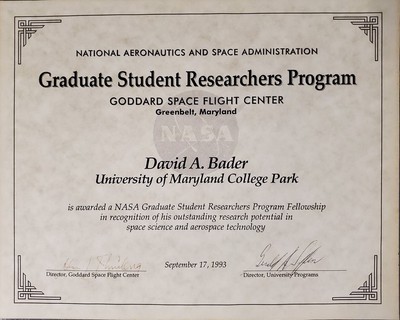 NATIONAL AERONAUTICS AND SPACE ADMINISTRATION
Graduate Student Researchers Program
GODDARD SPACE FLIGHT CENTER
Greenbelt, Maryland
NASA
David A. Bader
University of Maryland College Park
is awarded a NASA Graduate Student Researchers Program Fellowship
in recognition of his outstanding research potential in
space science and aerospace technology
September 17, 1993
Director, Goddard Space Flight Center
Director, University Programs